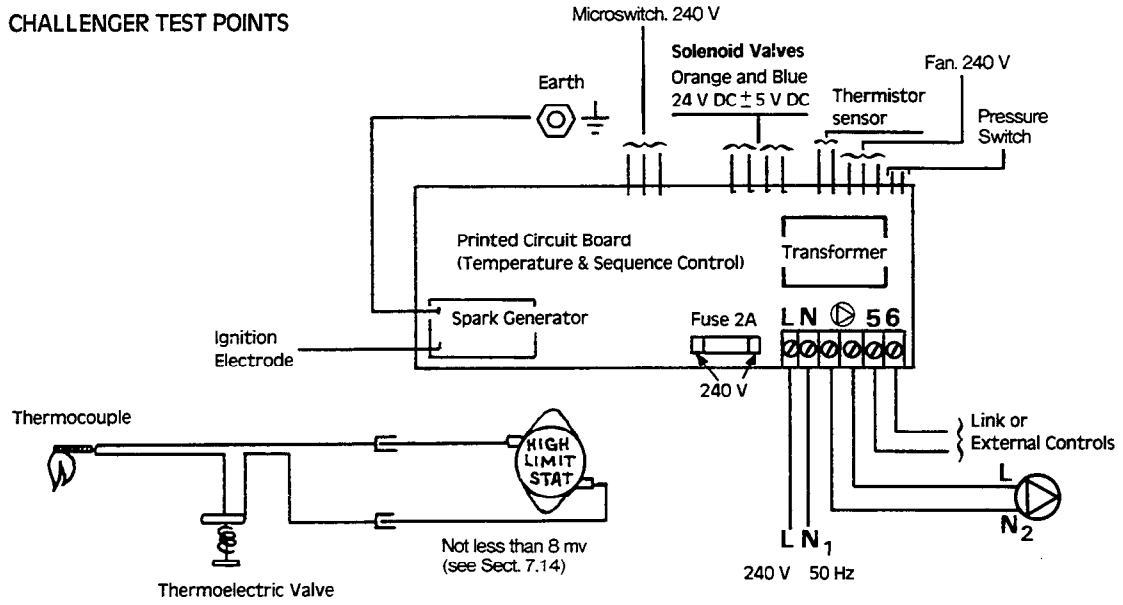 CHALLENGER TEST POINTS
Microswitch. 240 V
Solenoid Valves
Orange and Blue
24 V DC ± 5 V DC
Fan. 240 V
Earth
Thermistor
sensor
Pressure
Switch
Printed Circuit Board
(Temperature & Sequence Control)
Transformer
Spark Generator
Fuse 2A
L N 5 6
Ignition
Electrode
240 V
Thermocouple
HIGH
LIMIT
STAT
Link or
External Controls
L
N2
Not less than 8 mv
(see Sect. 7.14)
L N1
240 V 50 Hz
Thermoelectric Valve